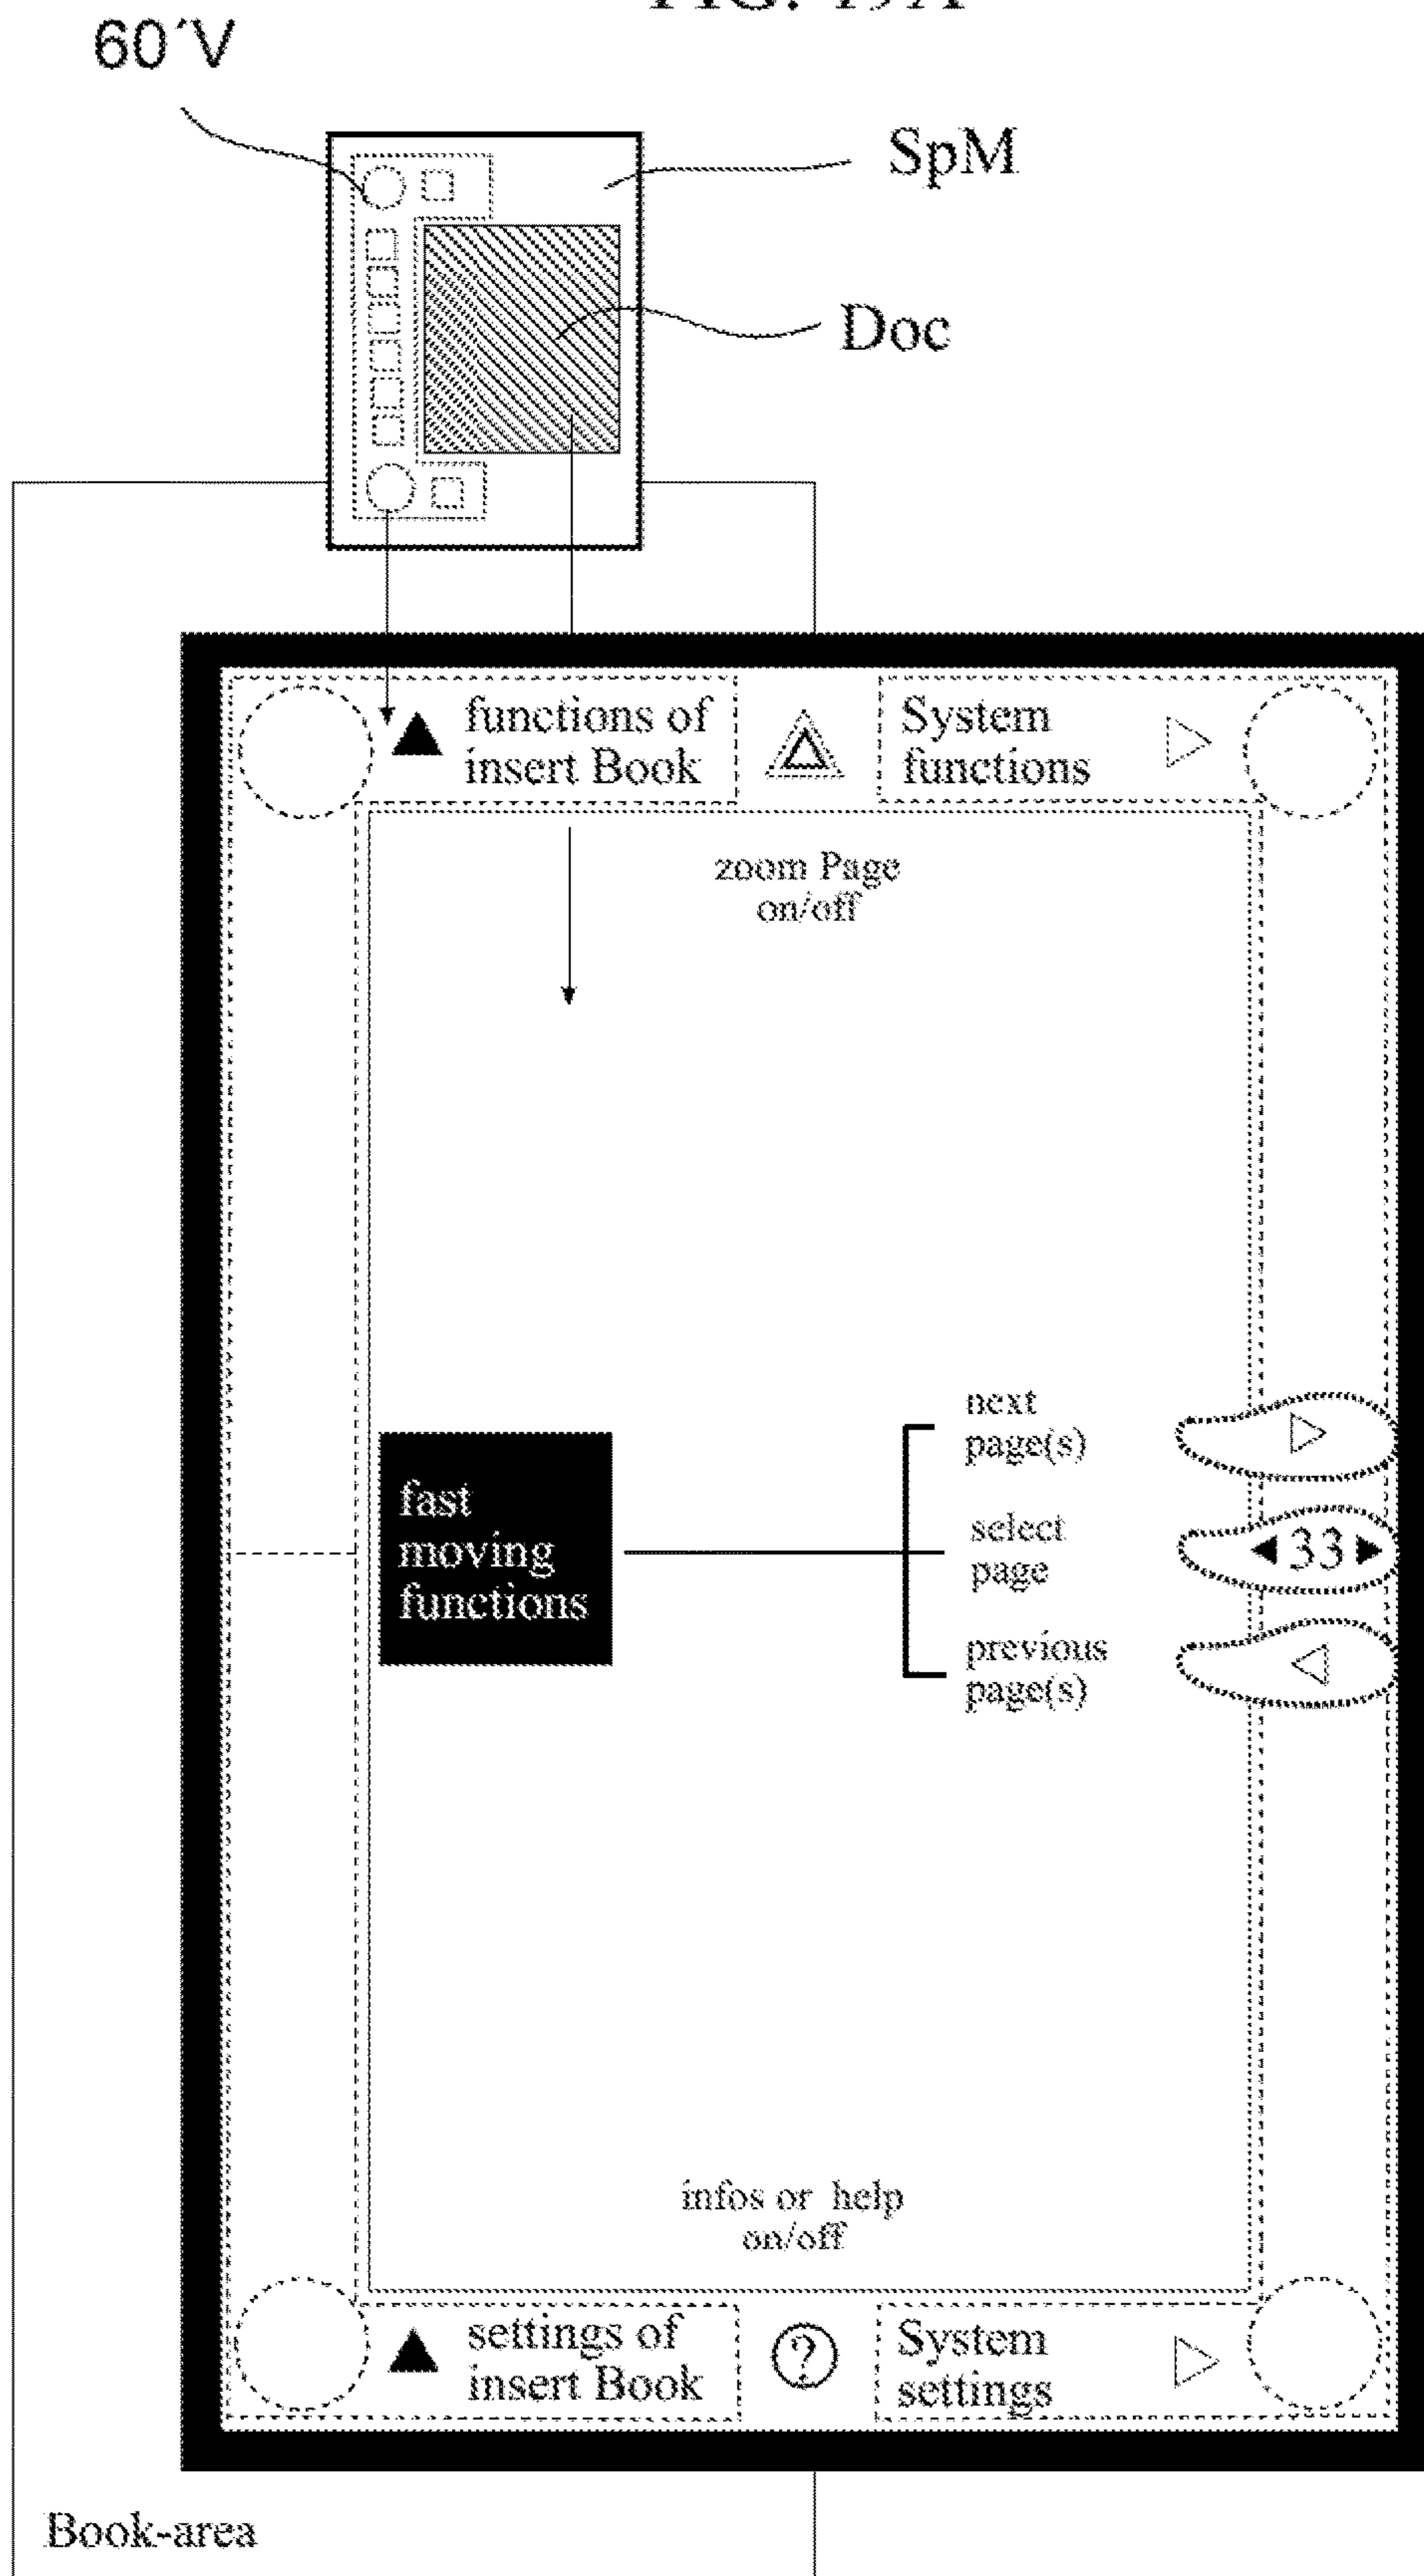 60´V
SpM
Doc
functions of
insert Book
System
functions
zoom Page
on/off
fast
moving
functions
next
page(s)
select
page
33
previous
page(s)
infos or help
on/off
settings of
insert Book
?
System
settings
Book-area